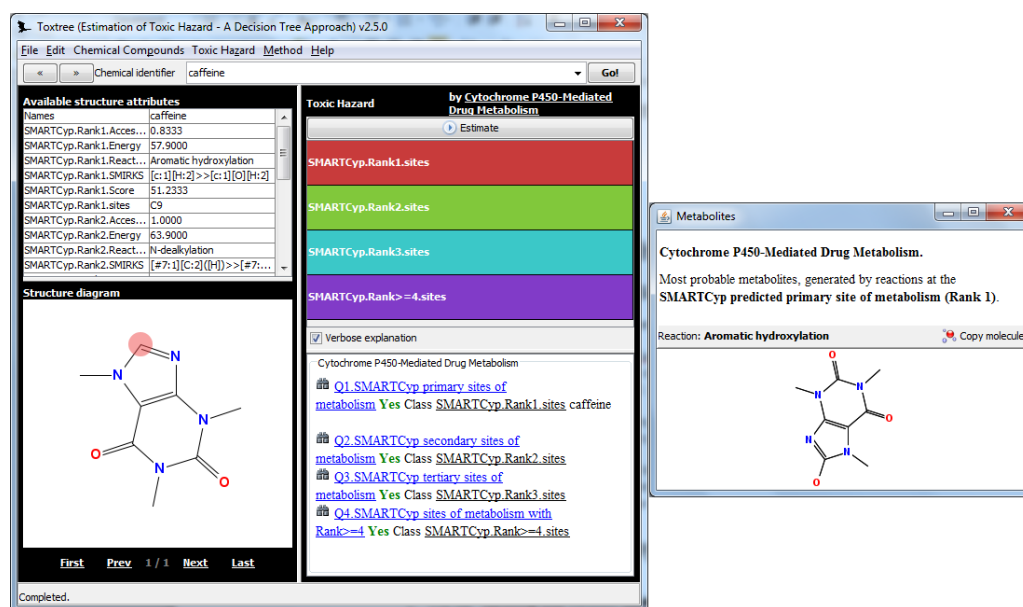 Toxtree (Estimation of Toxic Hazard - A Decision Tree Approach) v2.5.0
File Edit Chemical Compounds Toxic Hazard Method Help
« » Chemical identifier caffeine Go!
Available structure attributes
Names caffeine
SMARTCyp.Rank1.Acces... 0.8333
SMARTCyp.Rank1.Energy 57.9000
SMARTCyp.Rank1.React... Aromatic hydroxylation
SMARTCyp.Rank1.SMIRKS [c:1][H:2]>>[c:1][O][H:2]
SMARTCyp.Rank1.Score 51.2333
SMARTCyp.Rank1.sites C9
SMARTCyp.Rank2.Acces... 1.0000
SMARTCyp.Rank2.Energy 63.9000
SMARTCyp.Rank2.React... N-dealkylation
SMARTCyp.Rank2.SMIRKS [#7:1][C:2]([H])>>[#7:...
Structure diagram
N
N
N
O
N
O
First Prev 1 / 1 Next Last
Completed.
Toxic Hazard
by Cytochrome P450-Mediated
Drug Metabolism
Estimate
SMARTCyp.Rank1.sites
SMARTCyp.Rank2.sites
SMARTCyp.Rank3.sites
SMARTCyp.Rank>=4.sites
Verbose explanation
Cytochrome P450-Mediated Drug Metabolism
Q1.SMARTCyp primary sites of
metabolism Yes Class SMARTCyp.Rank1.sites caffeine
Q2.SMARTCyp secondary sites of
metabolism Yes Class SMARTCyp.Rank2.sites
Q3.SMARTCyp tertiary sites of
metabolism Yes Class SMARTCyp.Rank3.sites
Q4.SMARTCyp sites of metabolism with
Rank>=4 Yes Class SMARTCyp.Rank>=4.sites
Metabolites
Cytochrome P450-Mediated Drug Metabolism.
Most probable metabolites, generated by reactions at the
SMARTCyp predicted primary site of metabolism (Rank 1).
Reaction: Aromatic hydroxylation Copy molecule
O
N
N
O
N
N
O